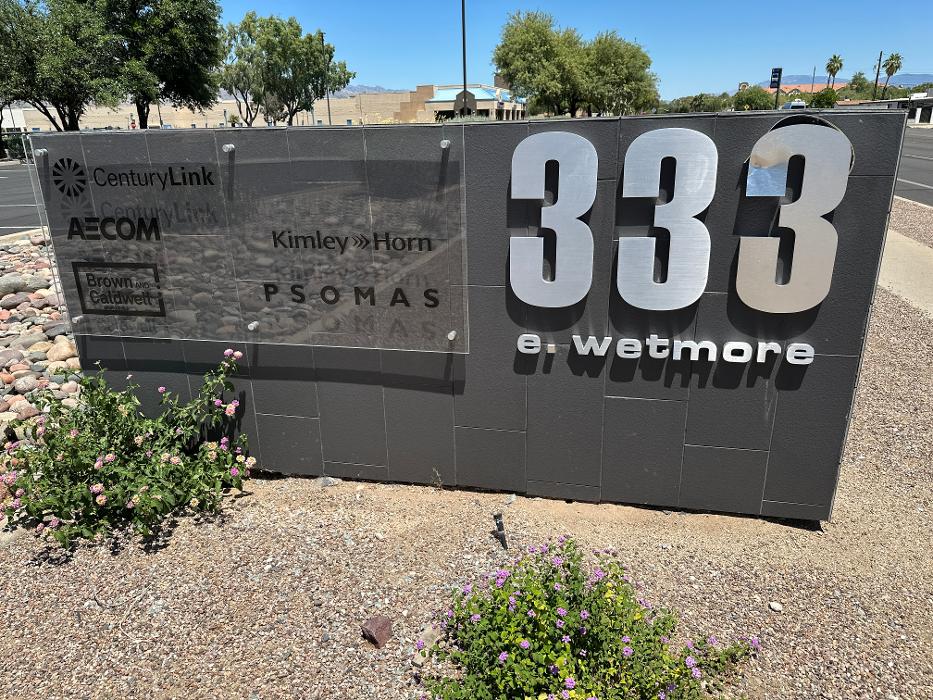 CenturyLink
AECOM
Brown AND
Caldwell
Kimley»Horn
PSOMAS
333
e. wetmore